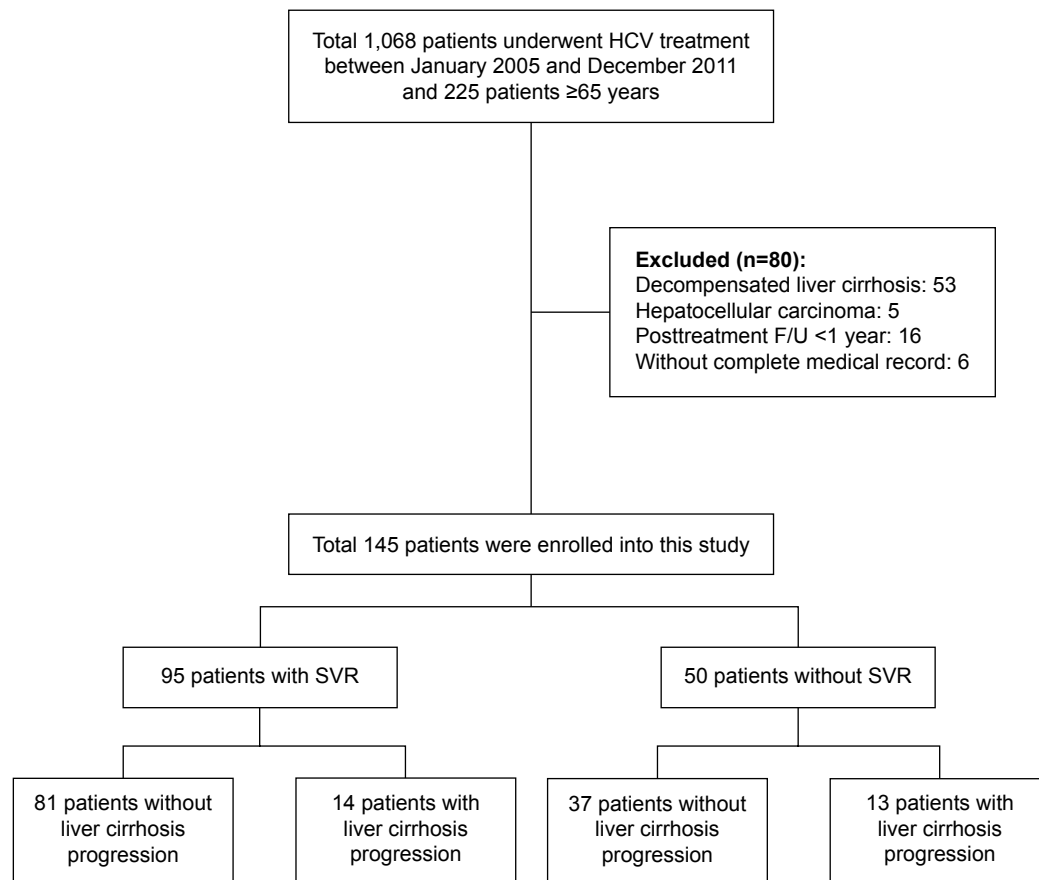 Total 1,068 patients underwent HCV treatment
between January 2005 and December 2011
and 225 patients ≥65 years
Excluded (n=80):
Decompensated liver cirrhosis: 53
Hepatocellular carcinoma: 5
Posttreatment F/U <1 year: 16
Without complete medical record: 6
Total 145 patients were enrolled into this study
95 patients with SVR
50 patients without SVR
81 patients without
liver cirrhosis
progression
14 patients with
liver cirrhosis
progression
37 patients without
liver cirrhosis
progression
13 patients with
liver cirrhosis
progression